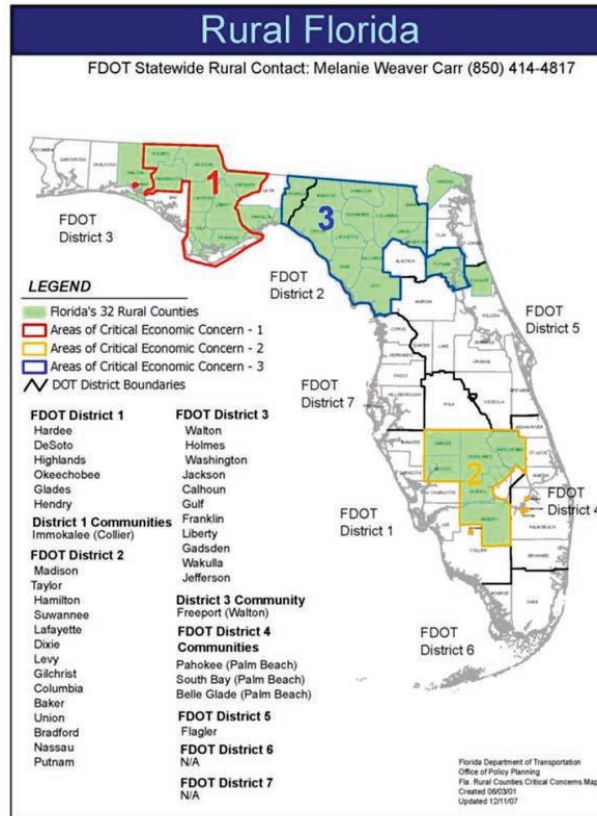 Rural Florida
FDOT Statewide Rural Contact: Melanie Weaver Carr (850) 414-4817
1
3
2
FDOT
District 3
FDOT
District 2
FDOT
District 5
FDOT
District 7
FDOT
District 4
FDOT
District 1
FDOT
District 6
LEGEND
Florida's 32 Rural Counties
Areas of Critical Economic Concern - 1
Areas of Critical Economic Concern - 2
Areas of Critical Economic Concern - 3
DOT District Boundaries
FDOT District 1
Hardee
DeSoto
Highlands
Okeechobee
Glades
Hendry
District 1 Communities
Immokalee (Collier)
FDOT District 2
Madison
Taylor
Hamilton
Suwannee
Lafayette
Dixie
Levy
Gilchrist
Columbia
Baker
Union
Bradford
Nassau
Putnam
FDOT District 3
Walton
Holmes
Washington
Jackson
Calhoun
Gulf
Franklin
Liberty
Gadsden
Wakulla
Jefferson
District 3 Community
Freeport (Walton)
FDOT District 4
Communities
Pahokee (Palm Beach)
South Bay (Palm Beach)
Belle Glade (Palm Beach)
FDOT District 5
Flagler
FDOT District 6
N/A
FDOT District 7
N/A
Florida Department of Transportation
Office of Policy Planning
Fla. Rural Counties Critical Concerns.Map
Created 06/03/01
Updated 12/11/07